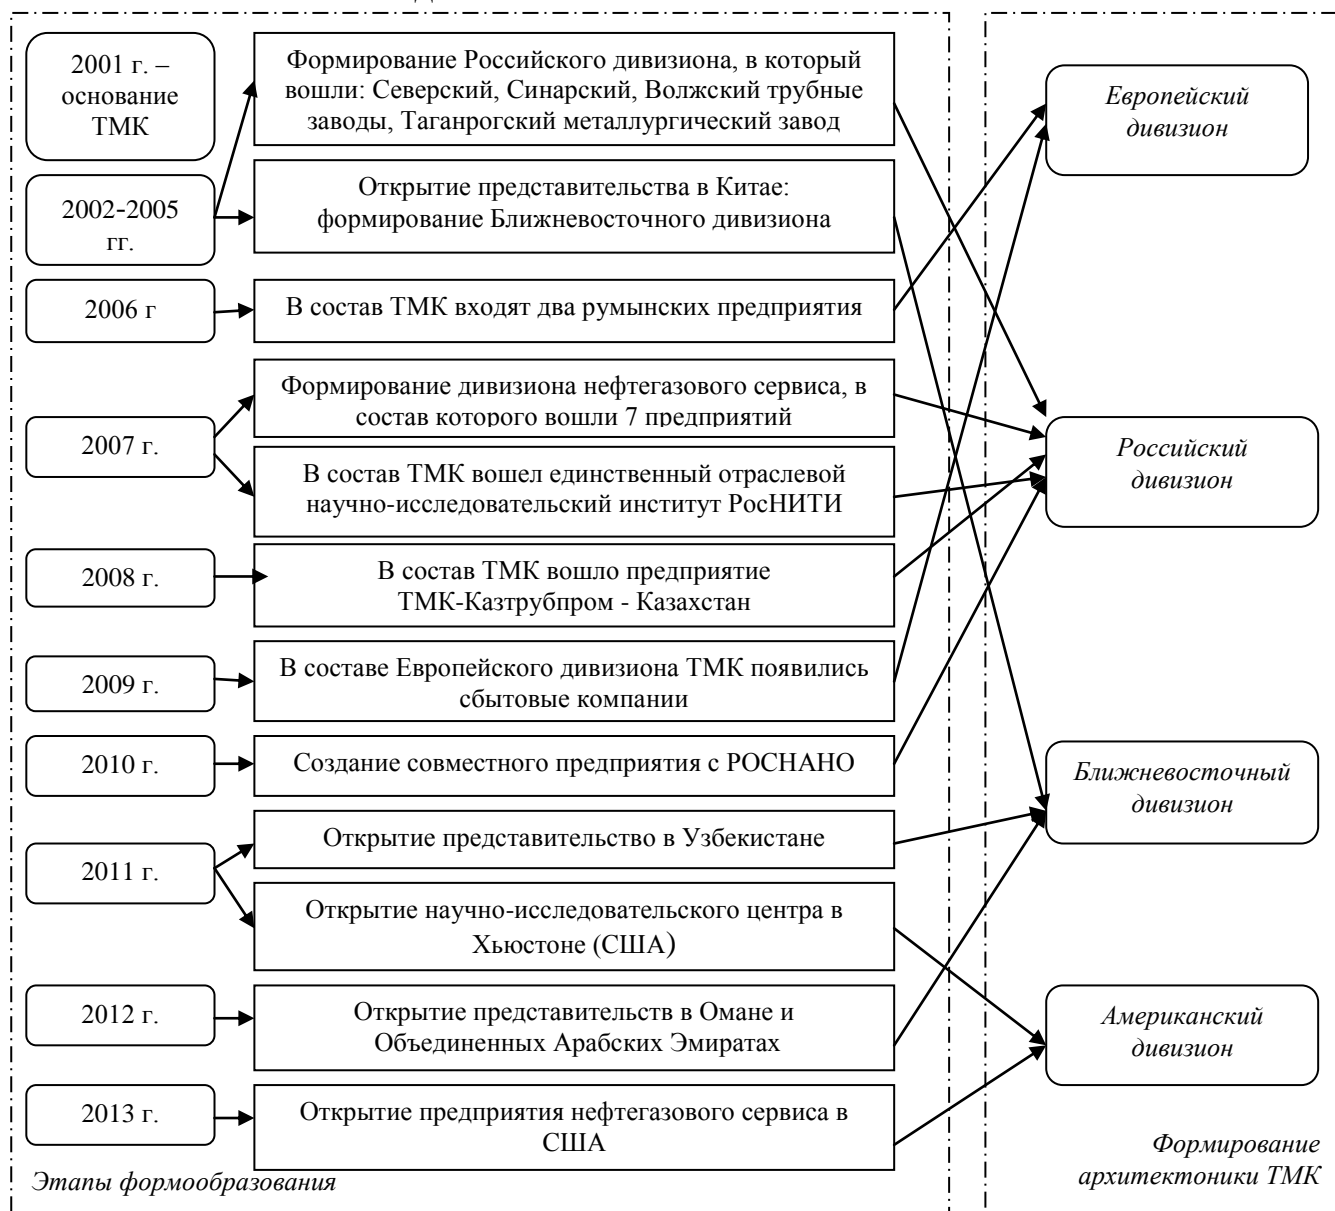 2001 г. –
основание
ТМК
Формирование Российского дивизиона, в который
вошли: Северский, Синарский, Волжский трубные
заводы, Таганрогский металлургический завод
Европейский
дивизион
2002-2005
гг.
Открытие представительства в Китае:
формирование Ближневосточного дивизиона
2006 г
В состав ТМК входят два румынских предприятия
2007 г.
Формирование дивизиона нефтегазового сервиса, в
состав которого вошли 7 предприятий
В состав ТМК вошел единственный отраслевой
научно-исследовательский институт РосНИТИ
Российский
дивизион
2008 г.
В состав ТМК вошло предприятие
ТМК-Казтрубпром - Казахстан
2009 г.
В составе Европейского дивизиона ТМК появились
сбытовые компании
2010 г.
Создание совместного предприятия с РОСНАНО
Ближневосточный
дивизион
2011 г.
Открытие представительство в Узбекистане
Открытие научно-исследовательского центра в
Хьюстоне (США)
2012 г.
Открытие представительств в Омане и
Объединенных Арабских Эмиратах
Американский
дивизион
2013 г.
Открытие предприятия нефтегазового сервиса в
США
Этапы формообразования
Формирование
архитектоники ТМК